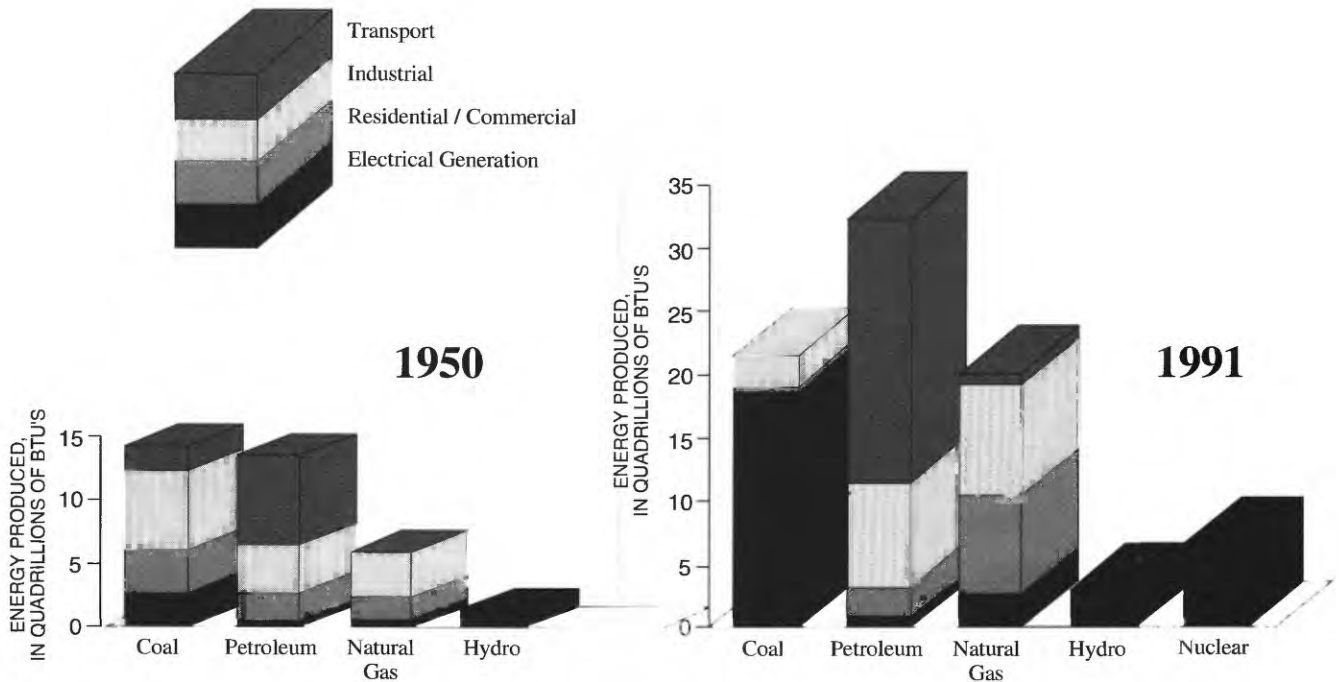 Transport
Industrial
Residential / Commercial
Electrical Generation
1950
ENERGY PRODUCED,
IN QUADRILLIONS OF BTU'S
15
10
5
0
Coal
Petroleum
Natural
Gas
Hydro
1991
ENERGY PRODUCED,
IN QUADRILLIONS OF BTU'S
35
30
25
20
15
10
5
0
Coal
Petroleum
Natural
Gas
Hydro
Nuclear